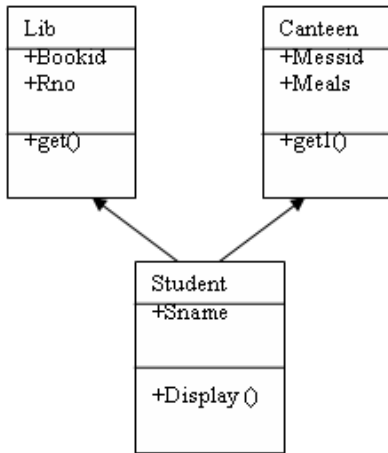 Lib
+Bookid
+Rno
+get()
Canteen
+Messid
+Meals
+get1()
Student
+Sname
+Display()